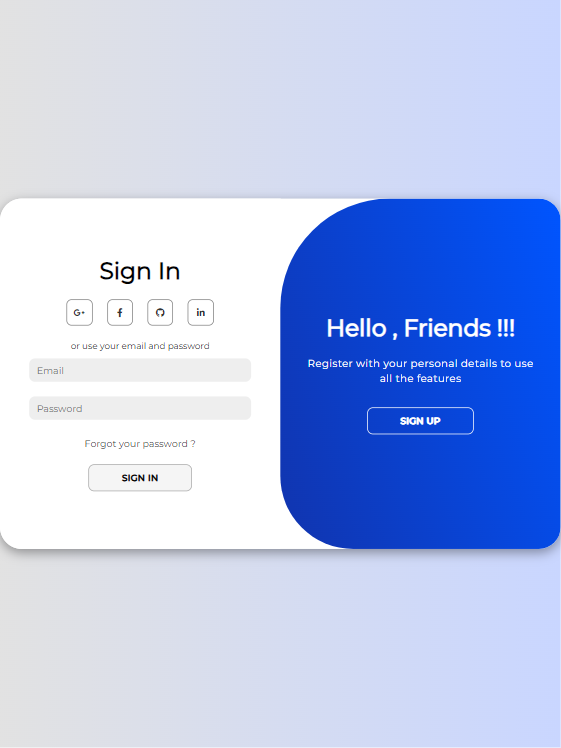 Sign In
G+
f
in
or use your email and password
Email
Password
Forgot your password ?
SIGN IN
Hello , Friends !!!
Register with your personal details to use
all the features
SIGN UP